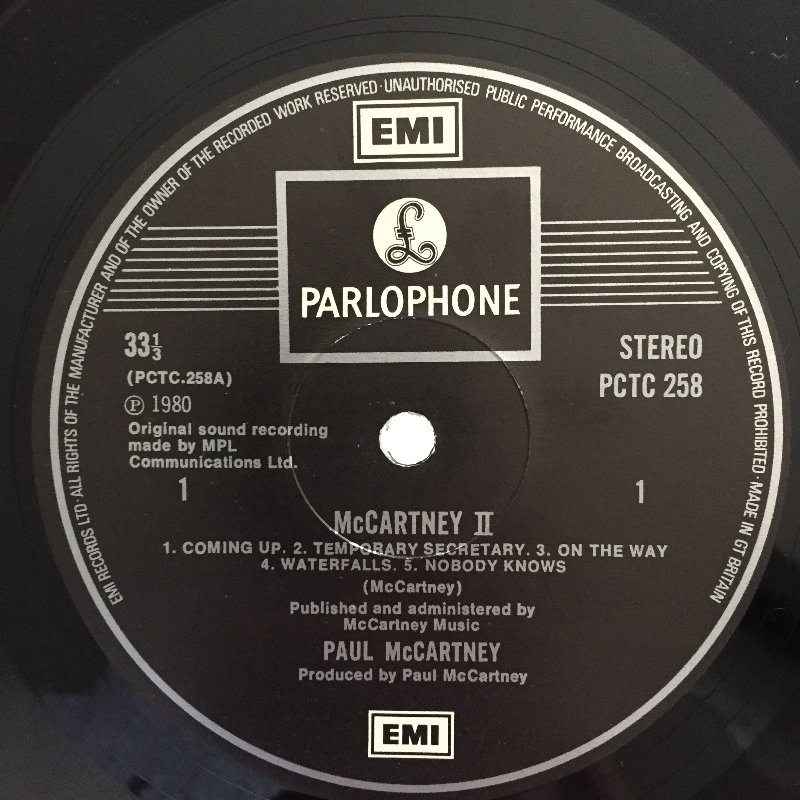 EMI RECORDS LTD·ALL RIGHTS OF THE MANUFACTURER AND OF THE OWNER OF THE RECORDED WORK RESERVED·UNAUTHORISED PUBLIC PERFORMANCE BROADCASTING AND COPYING OF THIS RECORD PROHIBITED·MADE IN GT BRITAIN
EMI
£
PARLOPHONE
33⅓
STEREO
(PCTC.258A)
PCTC 258
℗ 1980
Original sound recording
made by MPL
Communications Ltd.
1
1
McCARTNEY II
1. COMING UP. 2. TEMPORARY SECRETARY. 3. ON THE WAY
4. WATERFALLS. 5. NOBODY KNOWS
(McCartney)
Published and administered by
McCartney Music
PAUL McCARTNEY
Produced by Paul McCartney
EMI